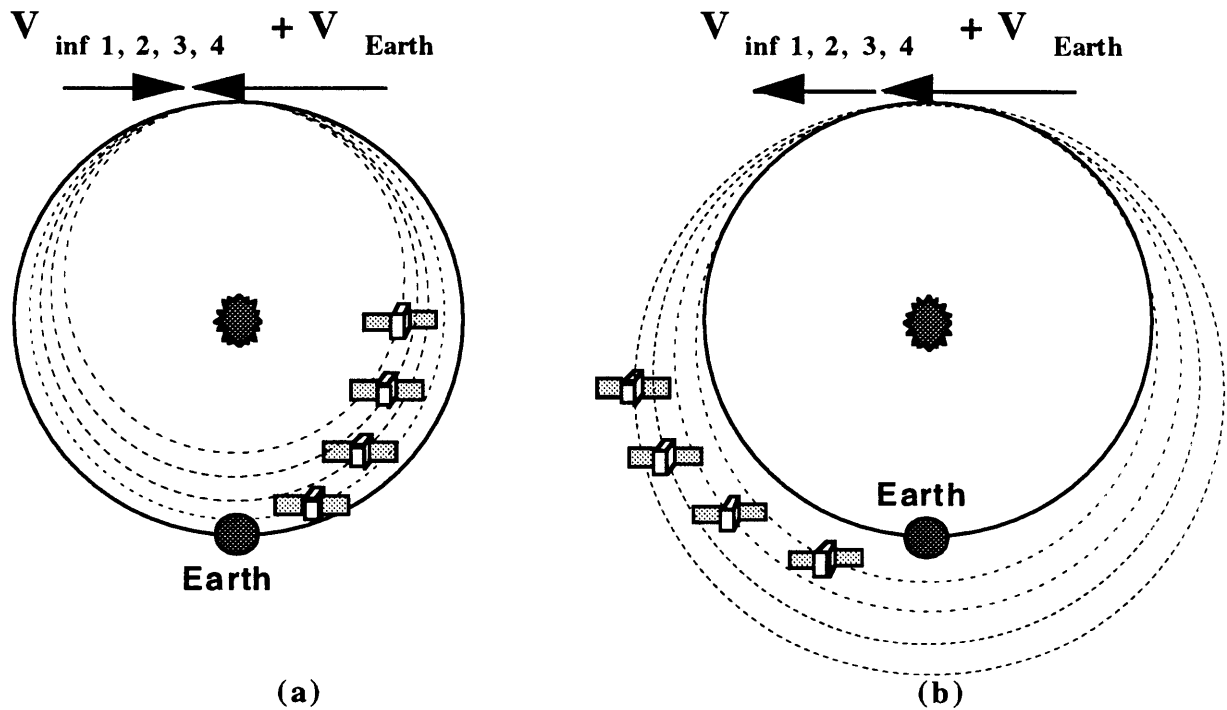 V inf 1, 2, 3, 4 + V Earth
V inf 1, 2, 3, 4 + V Earth
Earth
Earth
(a)
(b)